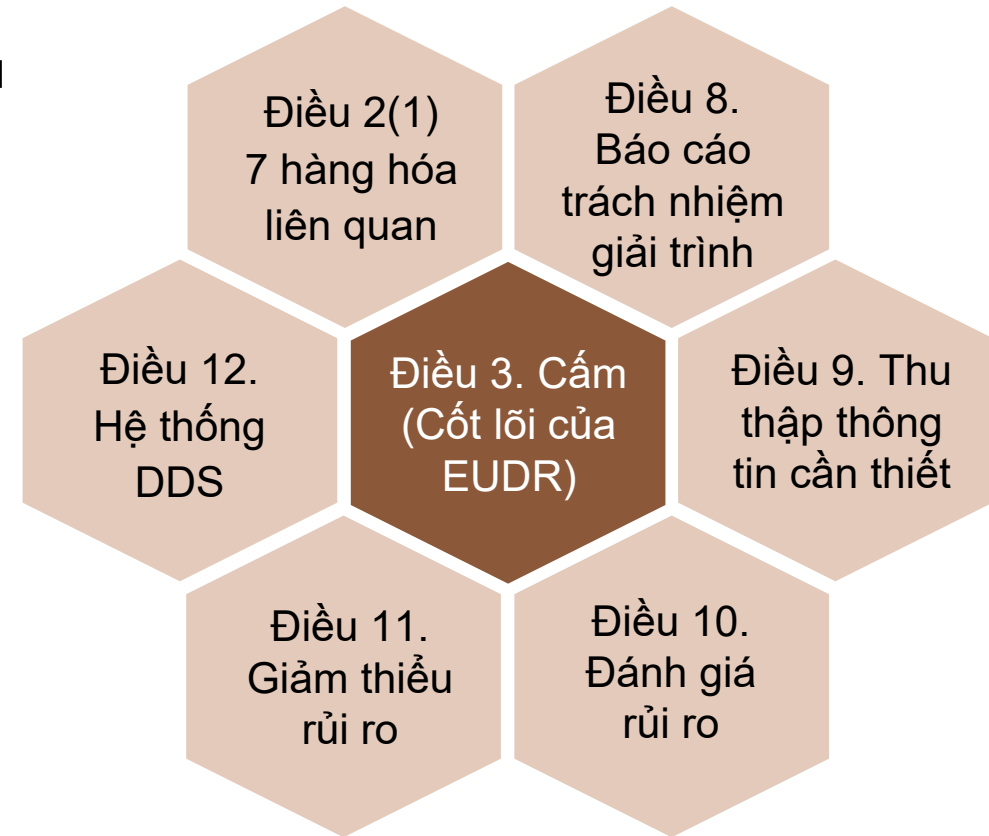 Điều 2(1)
7 hàng hóa
liên quan
Điều 8.
Báo cáo
trách nhiệm
giải trình
Điều 12.
Hệ thống
DDS
Điều 3. Cấm
(Cốt lõi của
EUDR)
Điều 9. Thu
thập thông
tin cần thiết
Điều 11.
Giảm thiểu
rủi ro
Điều 10.
Đánh giá
rủi ro